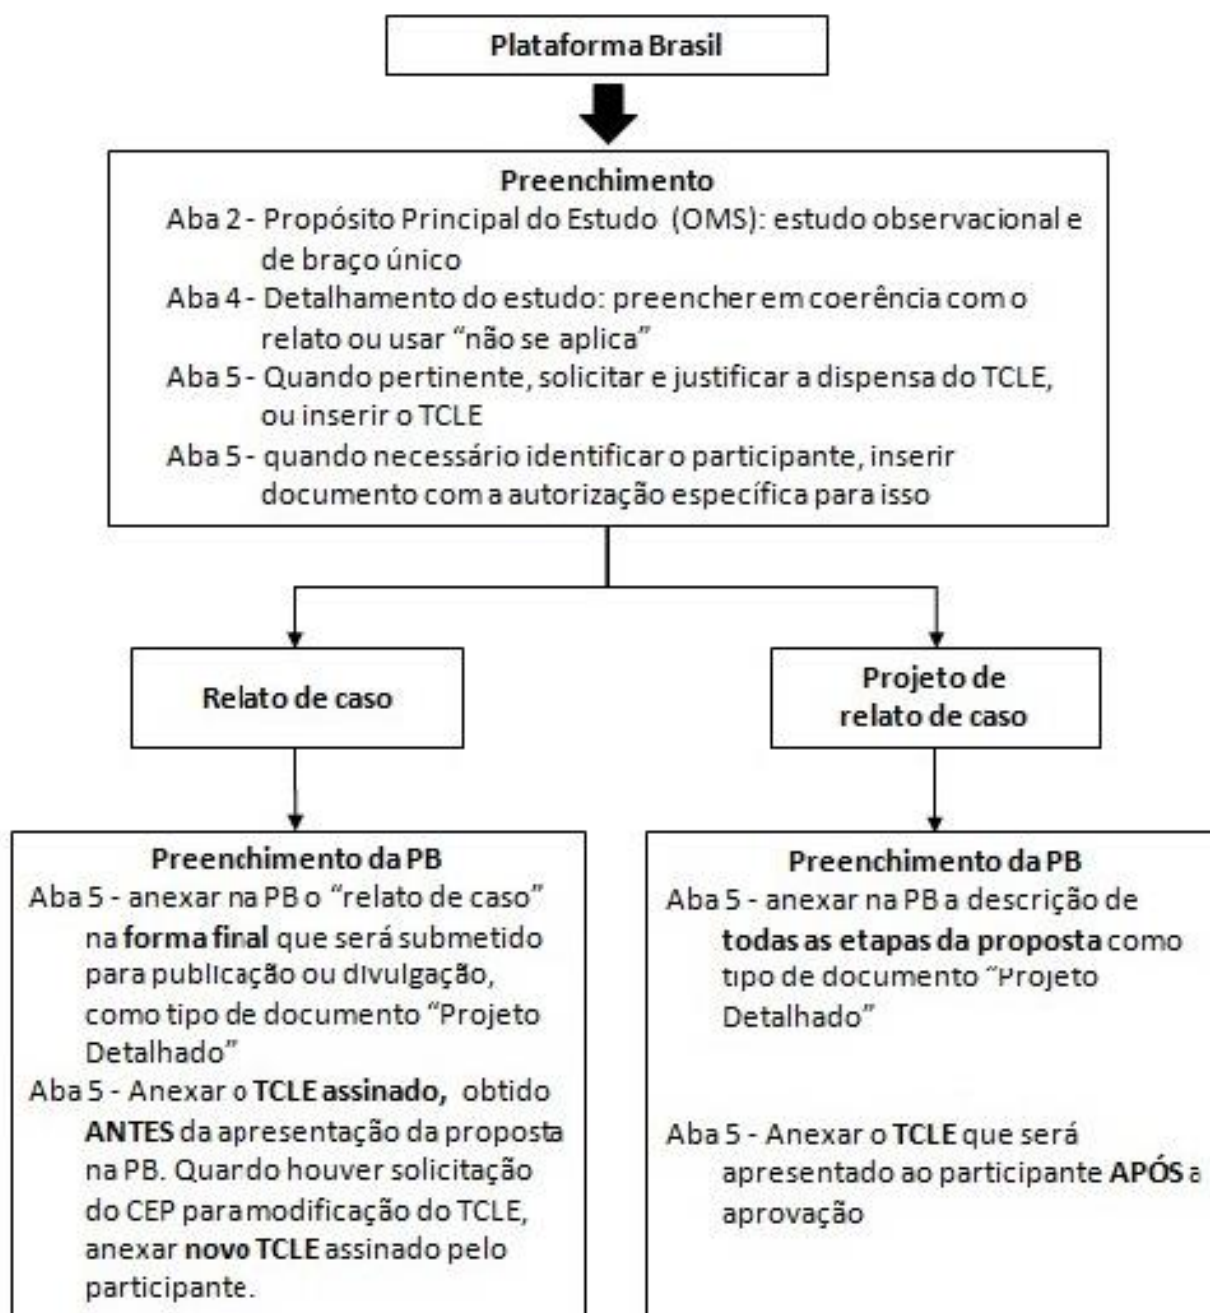 Plataforma Brasil
Preenchimento
Aba 2 - Propósito Principal do Estudo (OMS): estudo observacional e
de braço único
Aba 4 - Detalhamento do estudo: preencher em coerência com o
relato ou usar “não se aplica”
Aba 5 - Quando pertinente, solicitar e justificar a dispensa do TCLE,
ou inserir o TCLE
Aba 5 - quando necessário identificar o participante, inserir
documento com a autorização específica para isso
Relato de caso
Projeto de
relato de caso
Preenchimento da PB
Aba 5 - anexar na PB o “relato de caso”
na forma final que será submetido
para publicação ou divulgação,
como tipo de documento “Projeto
Detalhado”
Aba 5 - Anexar o TCLE assinado, obtido
ANTES da apresentação da proposta
na PB. Quando houver solicitação
do CEP para modificação do TCLE,
anexar novo TCLE assinado pelo
participante.
Preenchimento da PB
Aba 5 - anexar na PB a descrição de
todas as etapas da proposta como
tipo de documento “Projeto
Detalhado”
Aba 5 - Anexar o TCLE que será
apresentado ao participante APÓS a
aprovação